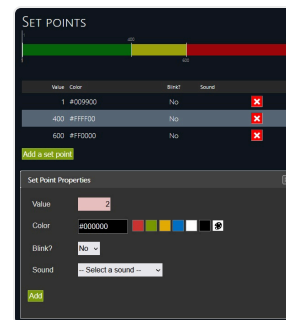 SET POINTS
1
400
600
Value Color Blink? Sound
1 #009900 No
400 #FFFF00 No
600 #FF0000 No
Add a set point
Set Point Properties
Value 2
Color #000000
Blink? No
Sound -- Select a sound --
Add